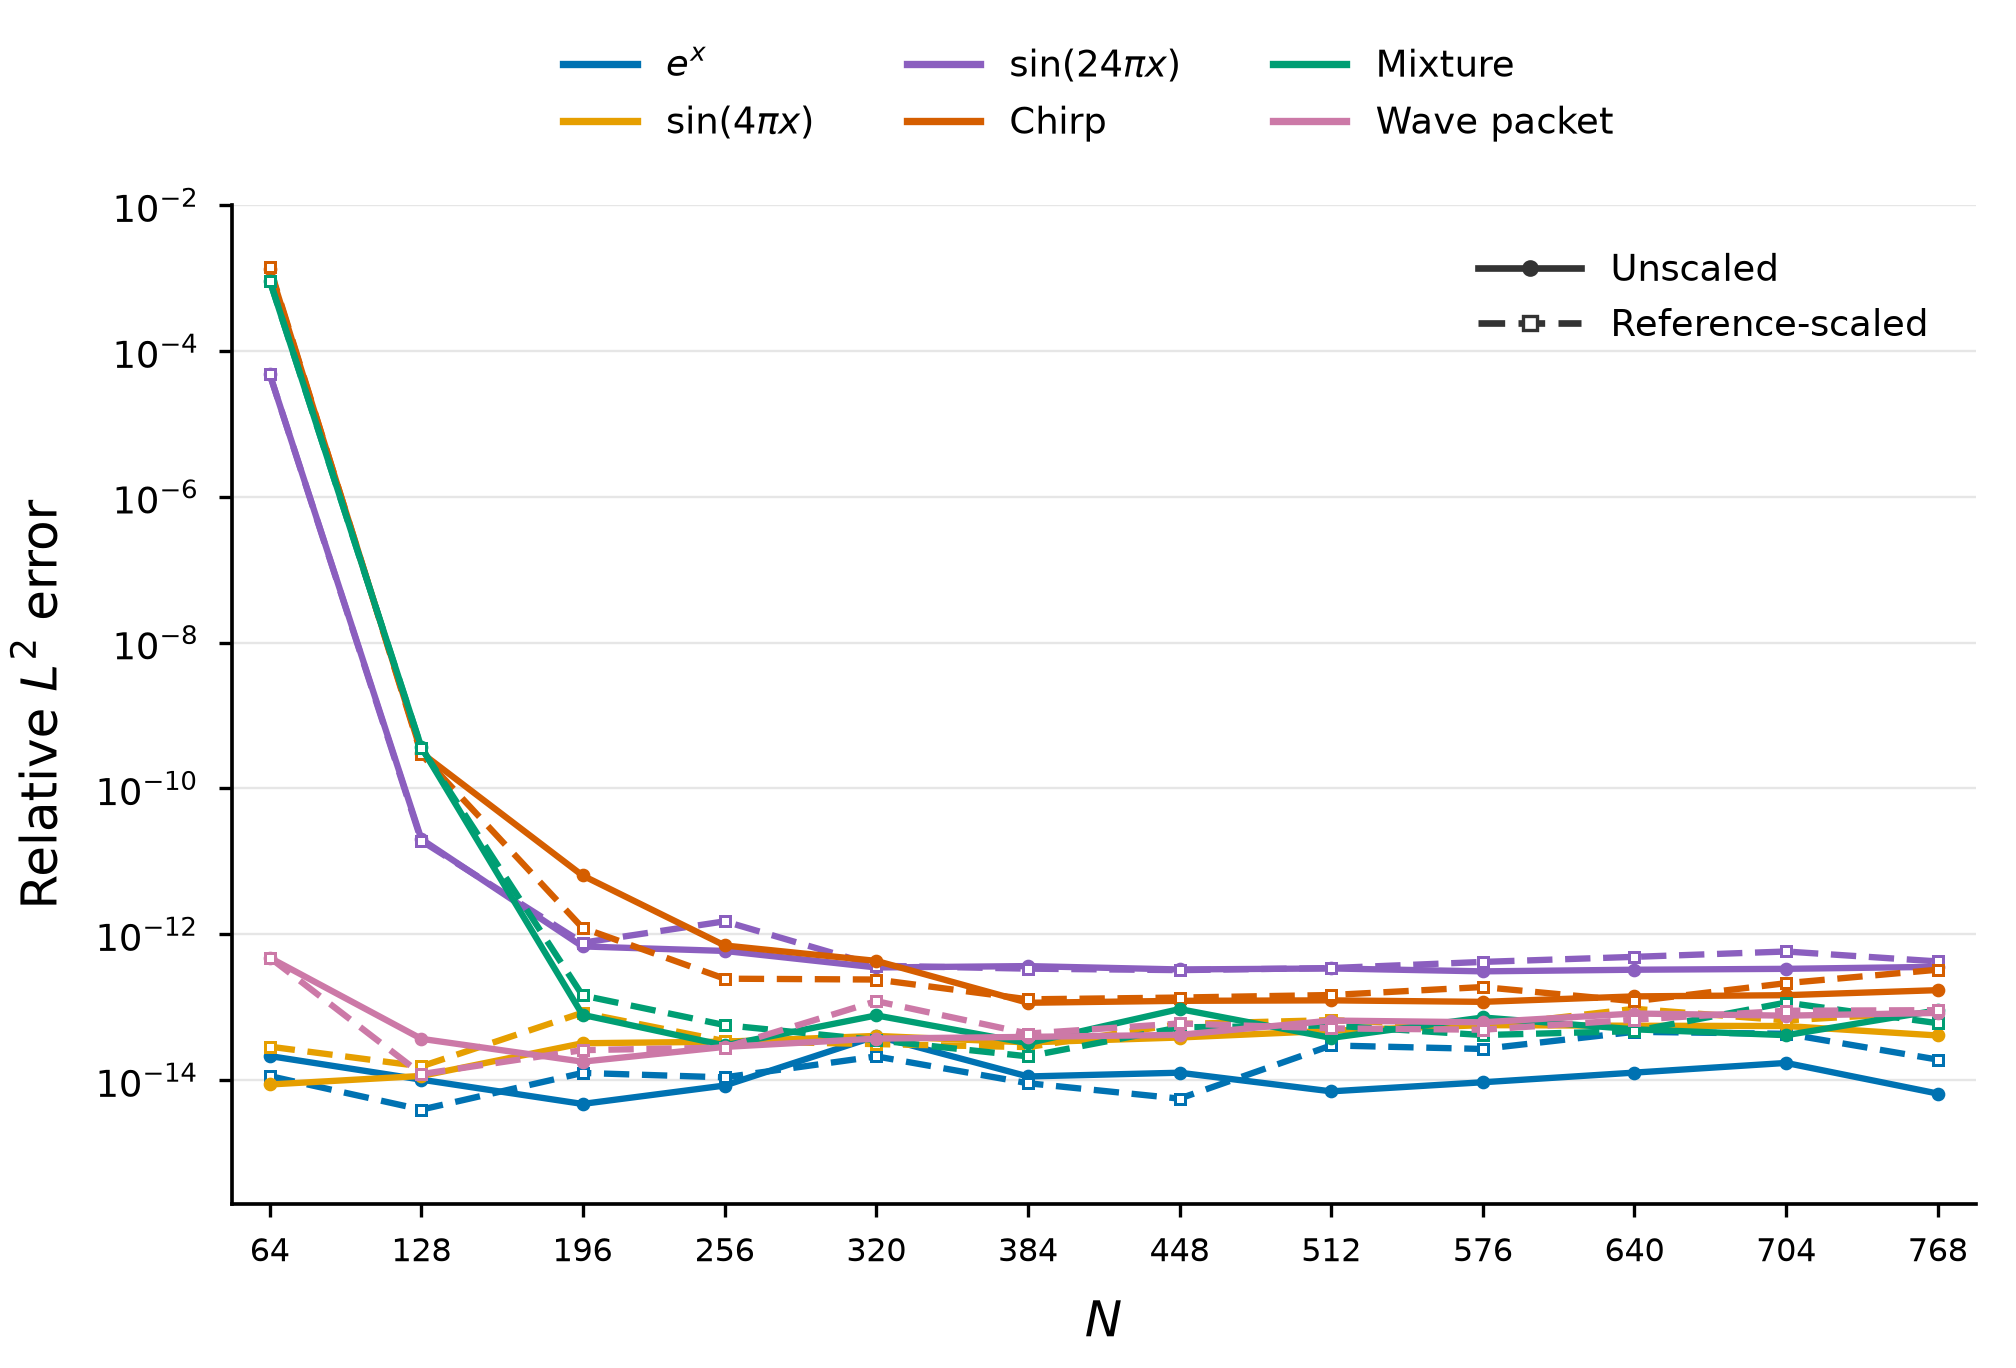 e^x sin(24πx) Mixture
sin(4πx) Chirp Wave packet
10^−2
Unscaled
Reference-scaled
10^−4
10^−6
10^−8
10^−10
10^−12
10^−14
Relative L^2 error
64 128 196 256 320 384 448 512 576 640 704 768
N